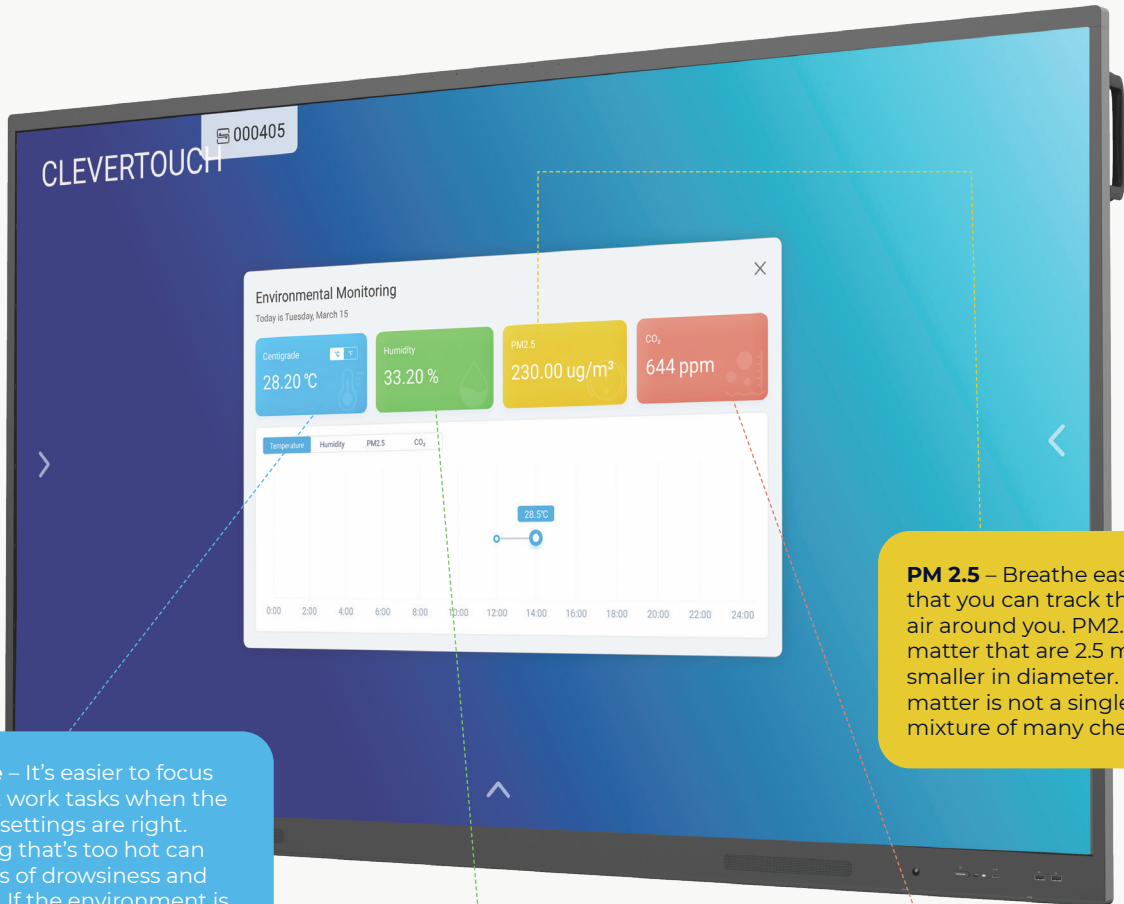 000405
CLEVERTOUCH
Environmental Monitoring
Today is Tuesday, March 15
Centigrade
°C °F
28.20 °C
Humidity
33.20 %
PM2.5
230.00 ug/m³
CO₂
644 ppm
Temperature Humidity PM2.5 CO₂
28.5°C
0:00 2:00 4:00 6:00 8:00 10:00 12:00 14:00 16:00 18:00 20:00 22:00 24:00
PM 2.5 – Breathe eas
that you can track th
air around you. PM2.
matter that are 2.5 m
smaller in diameter.
matter is not a single
mixture of many che
e – It's easier to focus
t work tasks when the
settings are right.
g that's too hot can
s of drowsiness and
If the environment is